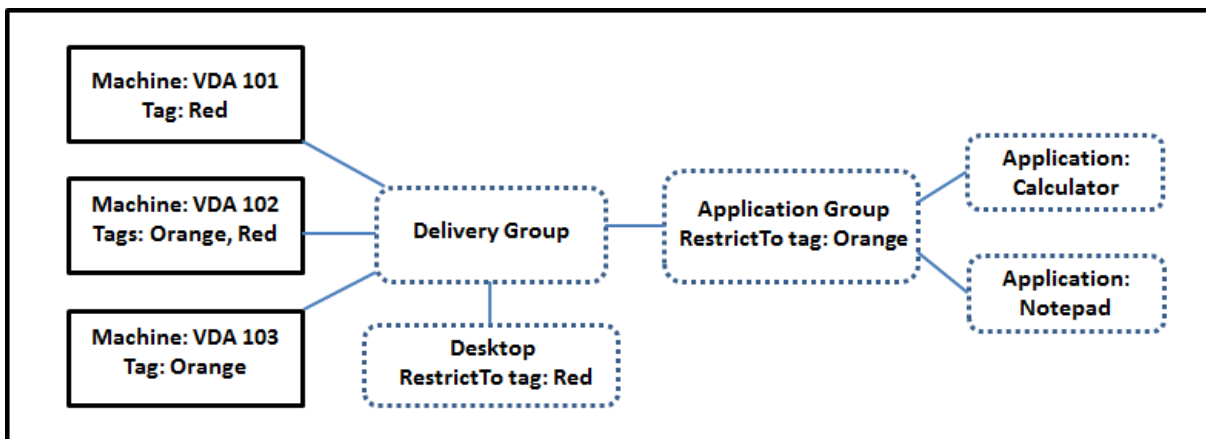 Machine: VDA 101
Tag: Red
Machine: VDA 102
Tags: Orange, Red
Machine: VDA 103
Tag: Orange
Delivery Group
Desktop
RestrictTo tag: Red
Application Group
RestrictTo tag: Orange
Application:
Calculator
Application:
Notepad